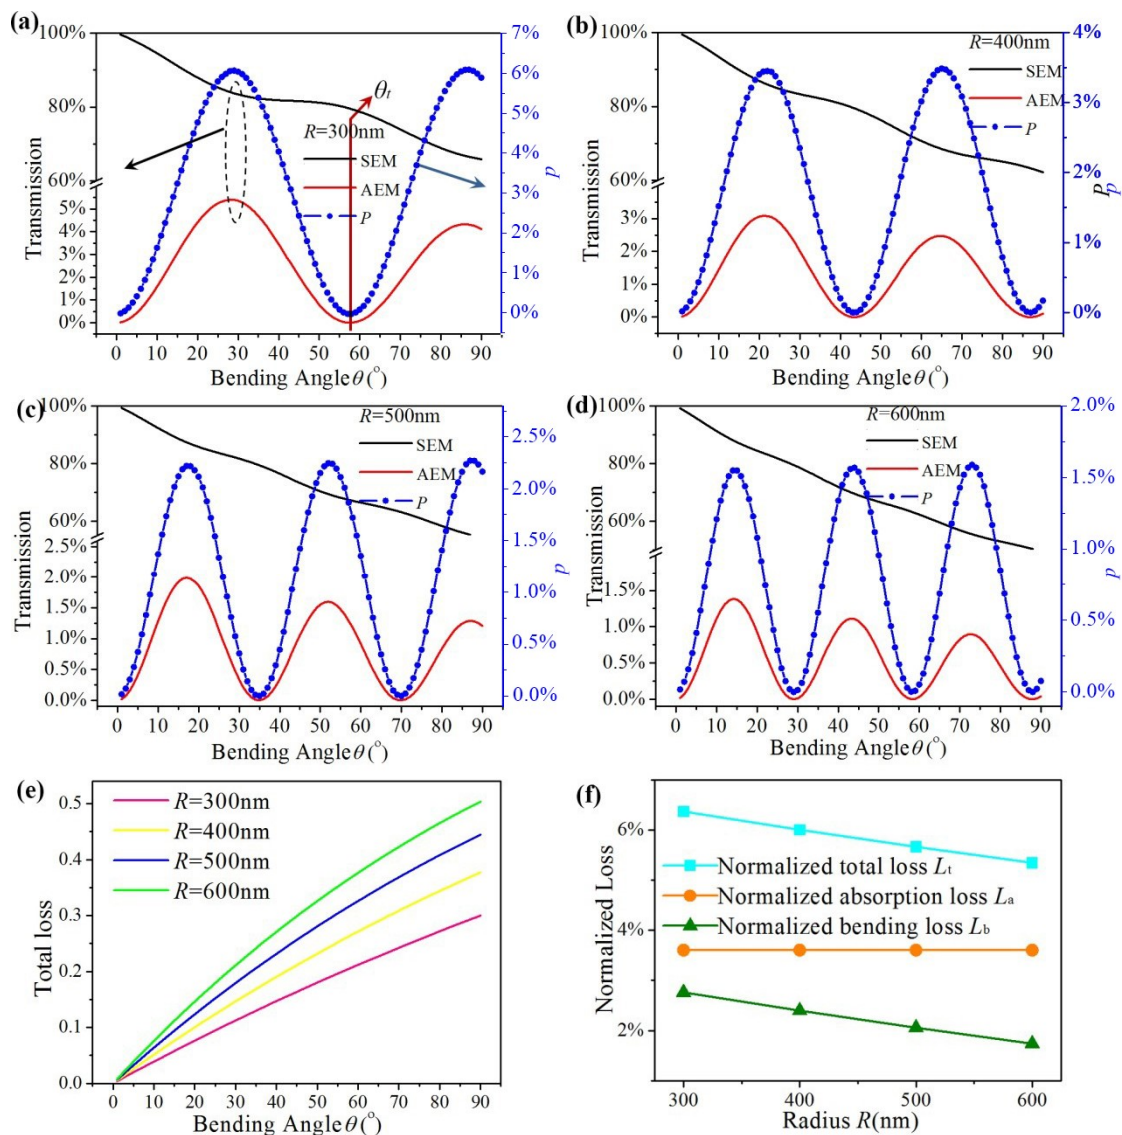 (a)
100%
80%
60%
5%
4%
3%
2%
1%
0%
Transmission
7%
6%
5%
4%
3%
2%
1%
0%
p
θt
R=300nm
SEM
AEM
P
0 10 20 30 40 50 60 70 80 90
Bending Angle θ (°)
(b)
100%
80%
60%
3%
2%
1%
0%
Transmission
4%
3%
2%
1%
0%
P
p
R=400nm
SEM
AEM
P
0 10 20 30 40 50 60 70 80 90
Bending Angle θ (°)
(c)
100%
80%
60%
2.5%
2.0%
1.5%
1.0%
0.5%
0.0%
Transmission
2.5%
2.0%
1.5%
1.0%
0.5%
0.0%
p
R=500nm
SEM
AEM
P
0 10 20 30 40 50 60 70 80 90
Bending Angle θ (°)
(d)
100%
80%
60%
1.5%
1.0%
0.5%
0.0%
Transmission
2.0%
1.5%
1.0%
0.5%
0.0%
p
R=600nm
SEM
AEM
P
0 10 20 30 40 50 60 70 80 90
Bending Angle θ (°)
(e)
0.5
0.4
0.3
0.2
0.1
0.0
Total loss
R=300nm
R=400nm
R=500nm
R=600nm
0 10 20 30 40 50 60 70 80 90
Bending Angle θ (°)
(f)
6%
4%
2%
Normalized Loss
Normalized total loss Lt
Normalized absorption loss La
Normalized bending loss Lb
300 400 500 600
Radius R(nm)